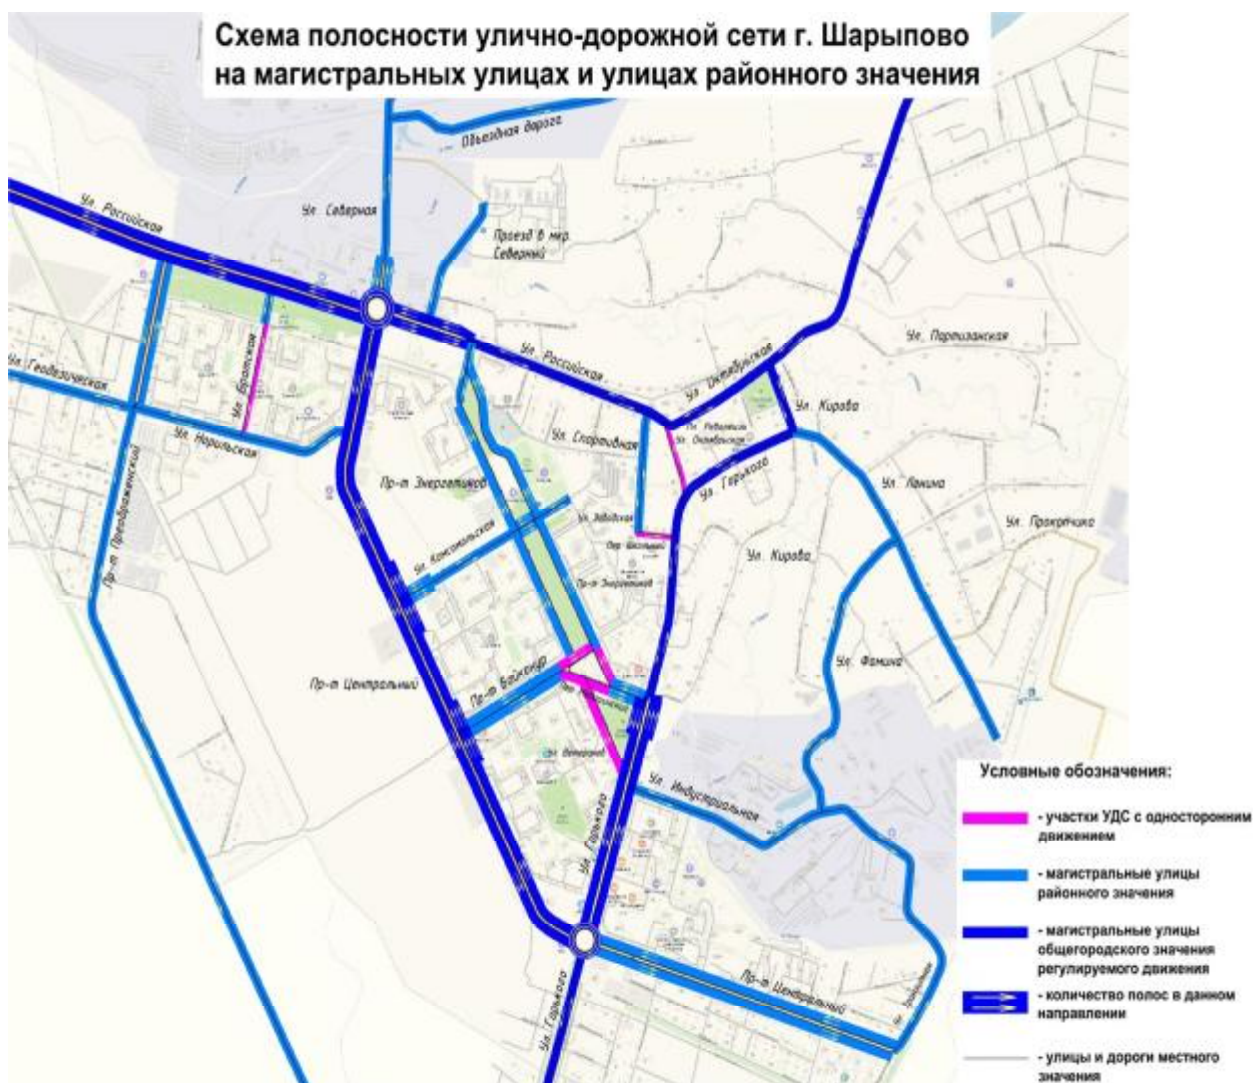 Схема полосности улично-дорожной сети г. Шарыпово
на магистральных улицах и улицах районного значения
Объездная дорога
Ул. Российская
Ул. Северная
Проезд в мкр.
Северный
Ул. Партизанская
Ул. Российская
Ул. Октябрьская
Ул. Братская
Ул. Геодезическая
Ул. Кирова
Пл. Революции
Ул. Октябрьская
Ул. Спортивная
Ул. Норильская
Ул. Горького
Пр-т Энергетиков
Ул. Ленина
Ул. Заводская
Ул. Прокопчика
Пр-т Преображенский
Ул. Комсомольская
Пер. Школьный
Ул. Кирова
Пр-т Энергетиков
Пр-т Байконур
Ул. Фомина
Пр-т Центральный
Ул. Ветеранов
Ул. Индустриальная
Ул. Горького
Пр-т Центральный
Ул. Горького
Условные обозначения:
- участки УДС с односторонним
движением
- магистральные улицы
районного значения
- магистральные улицы
общегородского значения
регулируемого движения
- количество полос в данном
направлении
- улицы и дороги местного
значения